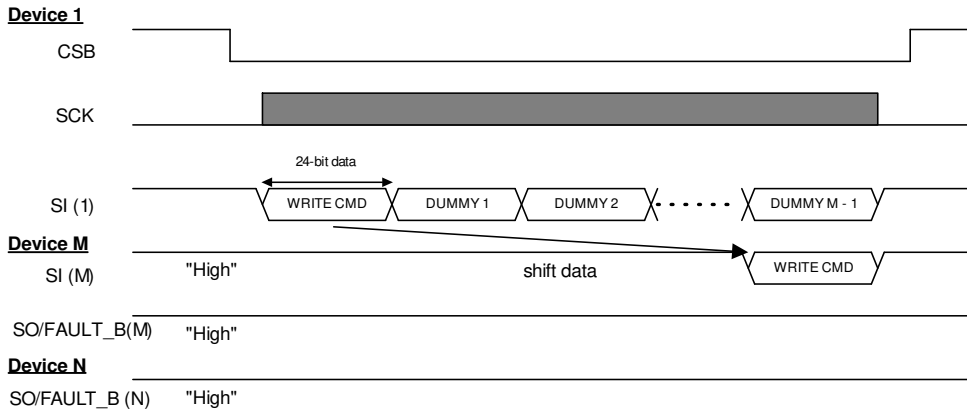 Device 1
CSB
SCK
24-bit data
SI (1) WRITE CMD DUMMY 1 DUMMY 2 DUMMY M - 1
Device M
SI (M) "High" shift data WRITE CMD
SO/FAULT_B(M) "High"
Device N
SO/FAULT_B (N) "High"